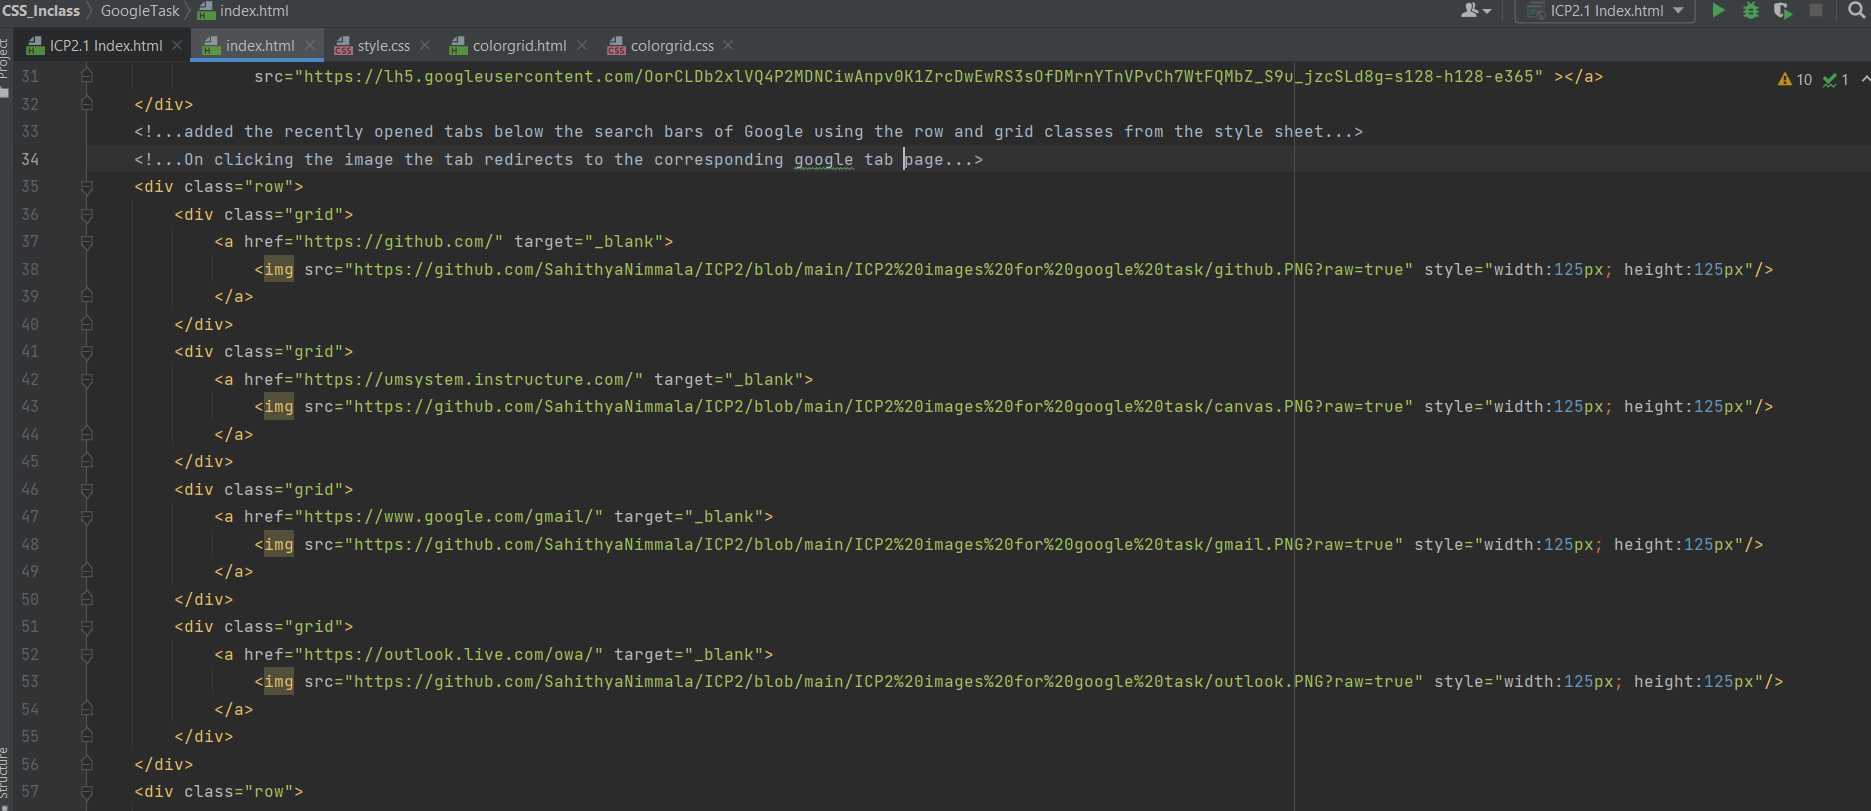 CSS_Inclass GoogleTask index.html ICP2.1 Index.html
ICP2.1 Index.html index.html style.css colorgrid.html colorgrid.css
Project
10 1
31 src="https://lh5.googleusercontent.com/OorCLDb2xlVQ4P2MDNCiwAnpv0K1ZrcDwEwRS3sOfDMrnYTnVPvCh7WtFQMbZ_S9u_jzcSLd8g=s128-h128-e365" ></a>
32 </div>
33 <!...added the recently opened tabs below the search bars of Google using the row and grid classes from the style sheet...>
34 <!...On clicking the image the tab redirects to the corresponding google tab page...>
35 <div class="row">
36 <div class="grid">
37 <a href="https://github.com/" target="_blank">
38 <img src="https://github.com/SahithyaNimmala/ICP2/blob/main/ICP2%20images%20for%20google%20task/github.PNG?raw=true" style="width:125px; height:125px"/>
39 </a>
40 </div>
41 <div class="grid">
42 <a href="https://umsystem.instructure.com/" target="_blank">
43 <img src="https://github.com/SahithyaNimmala/ICP2/blob/main/ICP2%20images%20for%20google%20task/canvas.PNG?raw=true" style="width:125px; height:125px"/>
44 </a>
45 </div>
46 <div class="grid">
47 <a href="https://www.google.com/gmail/" target="_blank">
48 <img src="https://github.com/SahithyaNimmala/ICP2/blob/main/ICP2%20images%20for%20google%20task/gmail.PNG?raw=true" style="width:125px; height:125px"/>
49 </a>
50 </div>
51 <div class="grid">
52 <a href="https://outlook.live.com/owa/" target="_blank">
53 <img src="https://github.com/SahithyaNimmala/ICP2/blob/main/ICP2%20images%20for%20google%20task/outlook.PNG?raw=true" style="width:125px; height:125px"/>
54 </a>
55 </div>
56 </div>
57 <div class="row">
Structure